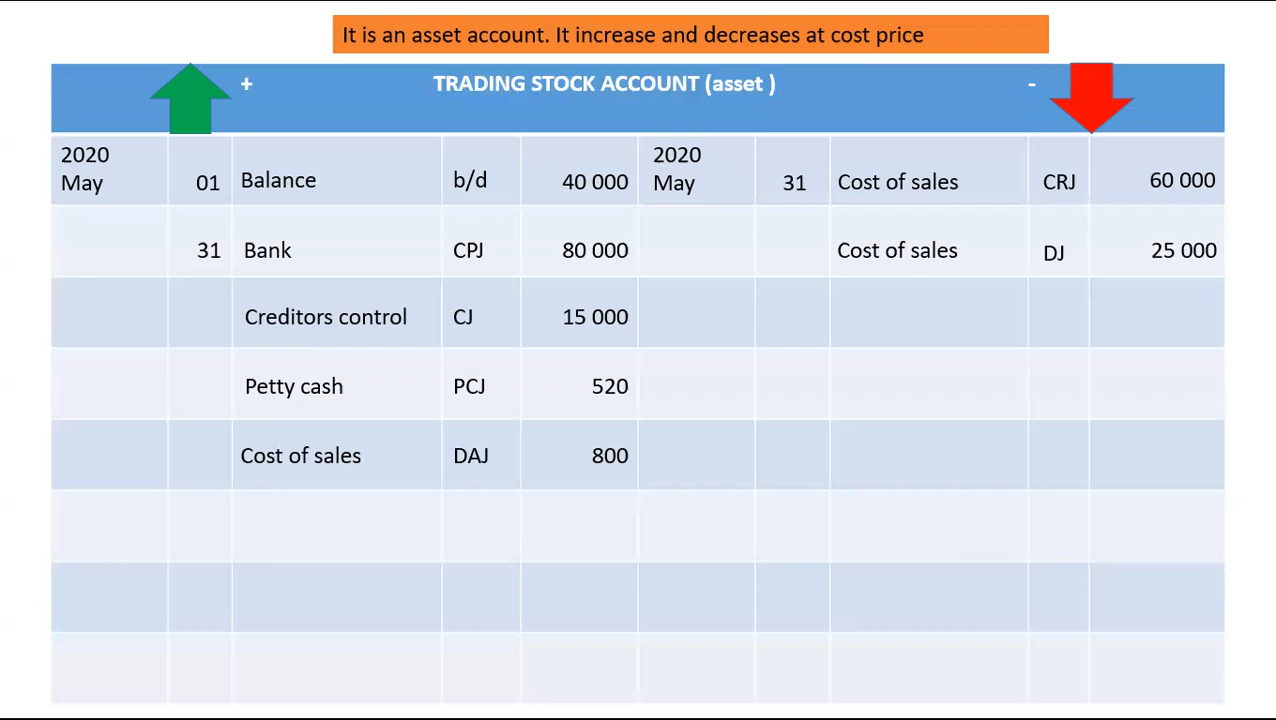 It is an asset account. It increase and decreases at cost price
+ TRADING STOCK ACCOUNT (asset ) -
2020 May 01 Balance b/d 40 000 2020 May 31 Cost of sales CRJ 60 000
31 Bank CPJ 80 000 Cost of sales DJ 25 000
Creditors control CJ 15 000
Petty cash PCJ 520
Cost of sales DAJ 800